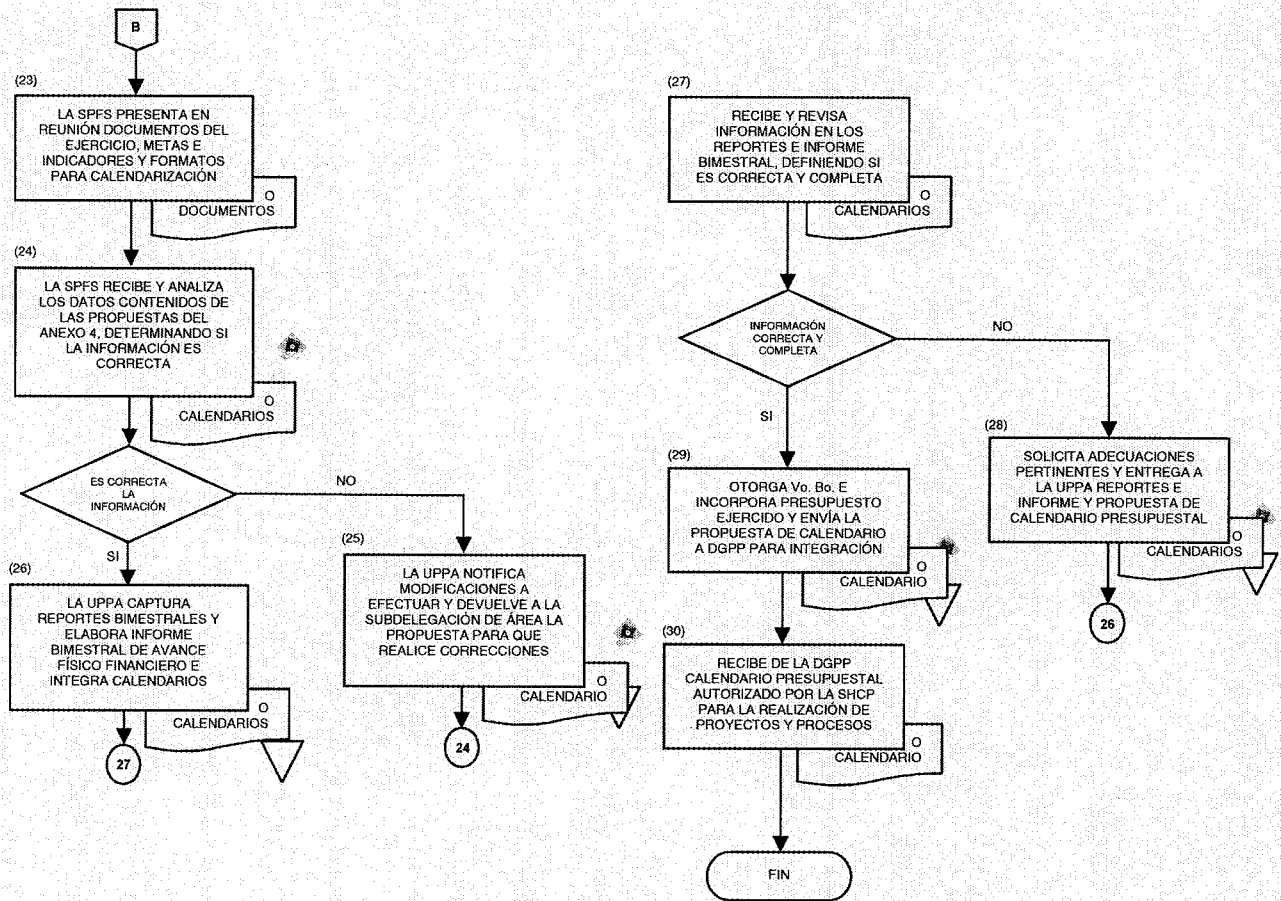 B
(23)
LA SPFS PRESENTA EN
REUNIÓN DOCUMENTOS DEL
EJERCICIO, METAS E
INDICADORES Y FORMATOS
PARA CALENDARIZACIÓN
O
DOCUMENTOS
(24)
LA SPFS RECIBE Y ANALIZA
LOS DATOS CONTENIDOS DE
LAS PROPUESTAS DEL
ANEXO 4, DETERMINANDO SI
LA INFORMACIÓN ES
CORRECTA
O
CALENDARIOS
ES CORRECTA
LA
INFORMACIÓN
NO
SI
(25)
LA UPPA NOTIFICA
MODIFICACIONES A
EFECTUAR Y DEVUELVE A LA
SUBDELEGACIÓN DE ÁREA LA
PROPUESTA PARA QUE
REALICE CORRECCIONES
O
CALENDARIO
24
(26)
LA UPPA CAPTURA
REPORTES BIMESTRALES Y
ELABORA INFORME
BIMESTRAL DE AVANCE
FÍSICO FINANCIERO E
INTEGRA CALENDARIOS
O
CALENDARIOS
27
(27)
RECIBE Y REVISA
INFORMACIÓN EN LOS
REPORTES E INFORME
BIMESTRAL, DEFINIENDO SI
ES CORRECTA Y COMPLETA
O
CALENDARIOS
INFORMACIÓN
CORRECTA Y
COMPLETA
NO
SI
(28)
SOLICITA ADECUACIONES
PERTINENTES Y ENTREGA A
LA UPPA REPORTES E
INFORME Y PROPUESTA DE
CALENDARIO PRESUPUESTAL
O
CALENDARIOS
26
(29)
OTORGA Vo. Bo. E
INCORPORA PRESUPUESTO
EJERCIDO Y ENVÍA LA
PROPUESTA DE CALENDARIO
A DGPP PARA INTEGRACIÓN
O
CALENDARIO
(30)
RECIBE DE LA DGPP
CALENDARIO PRESUPUESTAL
AUTORIZADO POR LA SHCP
PARA LA REALIZACIÓN DE
PROYECTOS Y PROCESOS
O
CALENDARIO
FIN